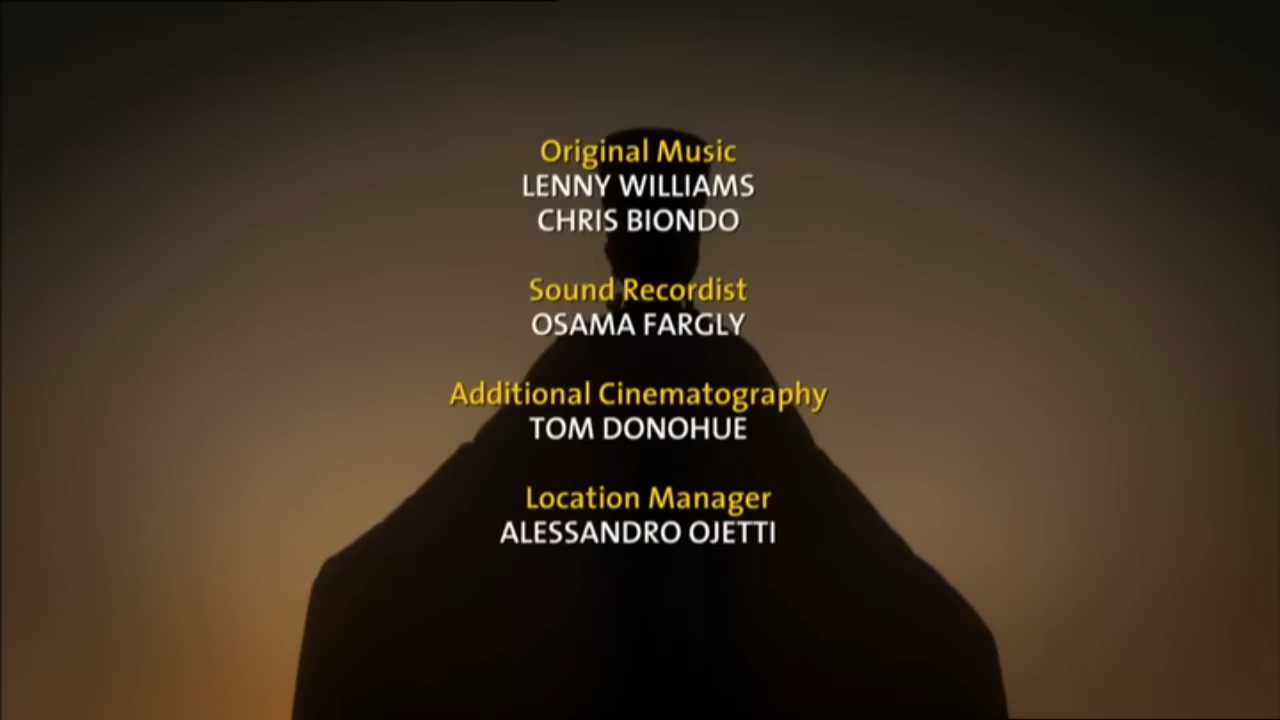 Original Music
LENNY WILLIAMS
CHRIS BIONDO
Sound Recordist
OSAMA FARGLY
Additional Cinematography
TOM DONOHUE
Location Manager
ALESSANDRO OJETTI